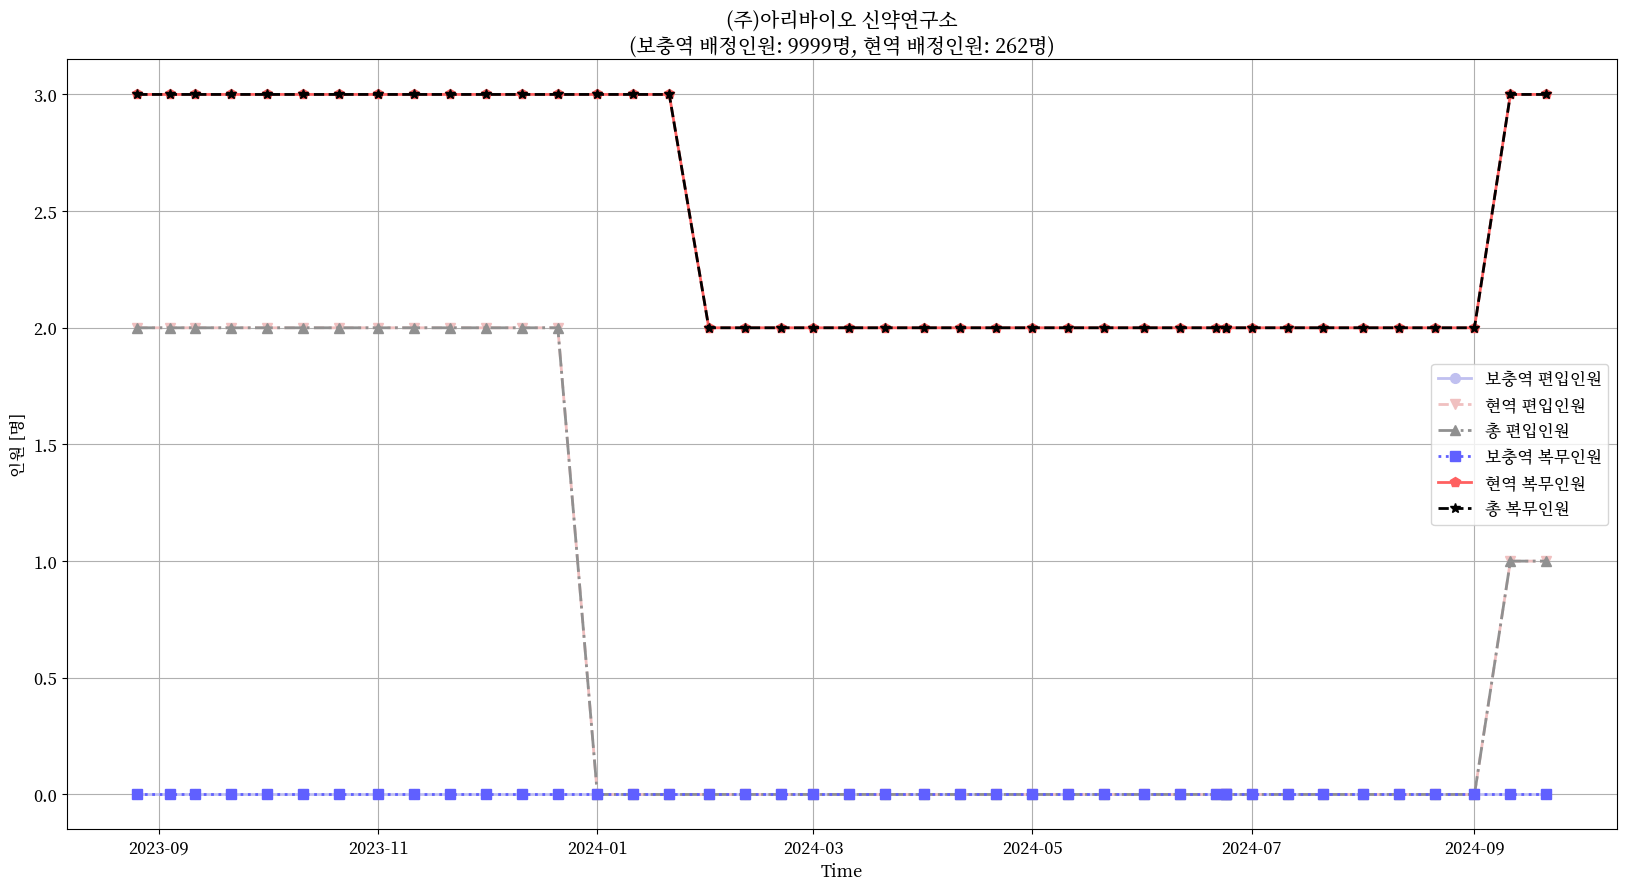 (주)아리바이오 신약연구소
(보충역 배정인원: 9999명, 현역 배정인원: 262명)
인원 [명]
3.0
2.5
2.0
1.5
1.0
0.5
0.0
보충역 편입인원
현역 편입인원
총 편입인원
보충역 복무인원
현역 복무인원
총 복무인원
2023-09
2023-11
2024-01
2024-03
2024-05
2024-07
2024-09
Time